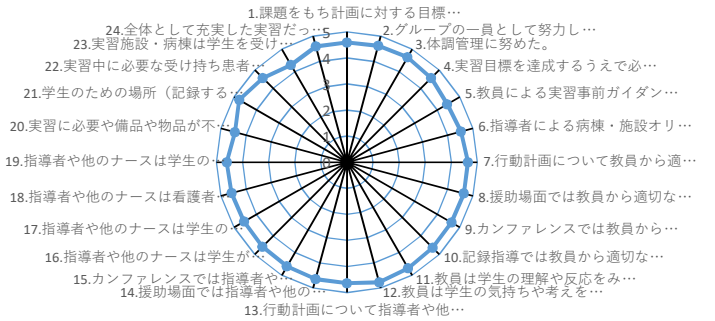 1.課題をもち計画に対する目標…
2.グループの一員として努力し…
3.体調管理に努めた。
4.実習目標を達成するうえで必…
5.教員による実習事前ガイダン…
6.指導者による病棟・施設オリ…
7.行動計画について教員から適…
8.援助場面では教員から適切な…
9.カンファレンスでは教員から…
10.記録指導では教員から適切な…
11.教員は学生の理解や反応をみ…
12.教員は学生の気持ちや考えを…
13.行動計画について指導者や他…
14.援助場面では指導者や他の…
15.カンファレンスでは指導者や…
16.指導者や他のナースは学生が…
17.指導者や他のナースは学生の…
18.指導者や他のナースは看護者…
19.指導者や他のナースは学生の…
20.実習に必要や備品や物品が不…
21.学生のための場所（記録する…
22.実習中に必要な受け持ち患者…
23.実習施設・病棟は学生を受け…
24.全体として充実した実習だっ…
5
4
3
2
1
0